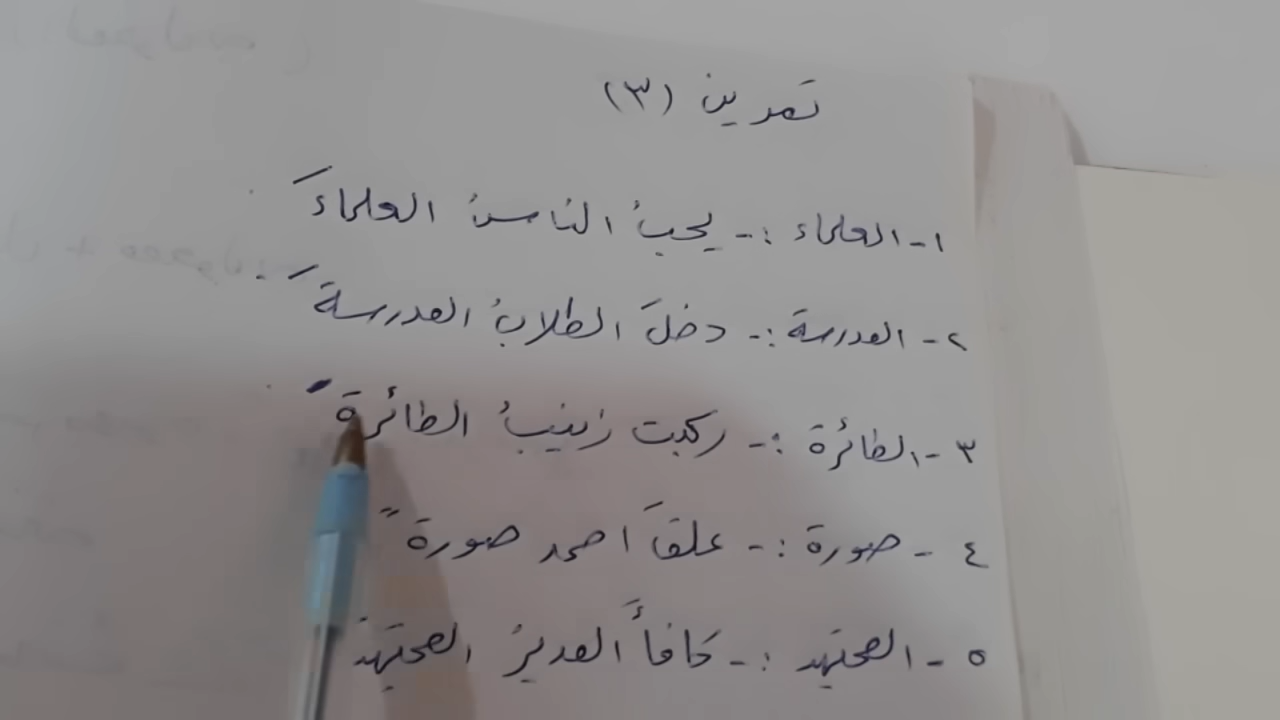 تمرين (٣)
١- العلماء :- يحبُ الناسُ العلماءَ
٢- المدرسة :- دخلَ الطلابُ المدرسةَ
٣- الطائرة :- ركبت زينبُ الطائرةَ
٤- صورة :- علقَ احمد صورةً
٥- المجتهد :- كافأَ المديرُ المجتهدَ